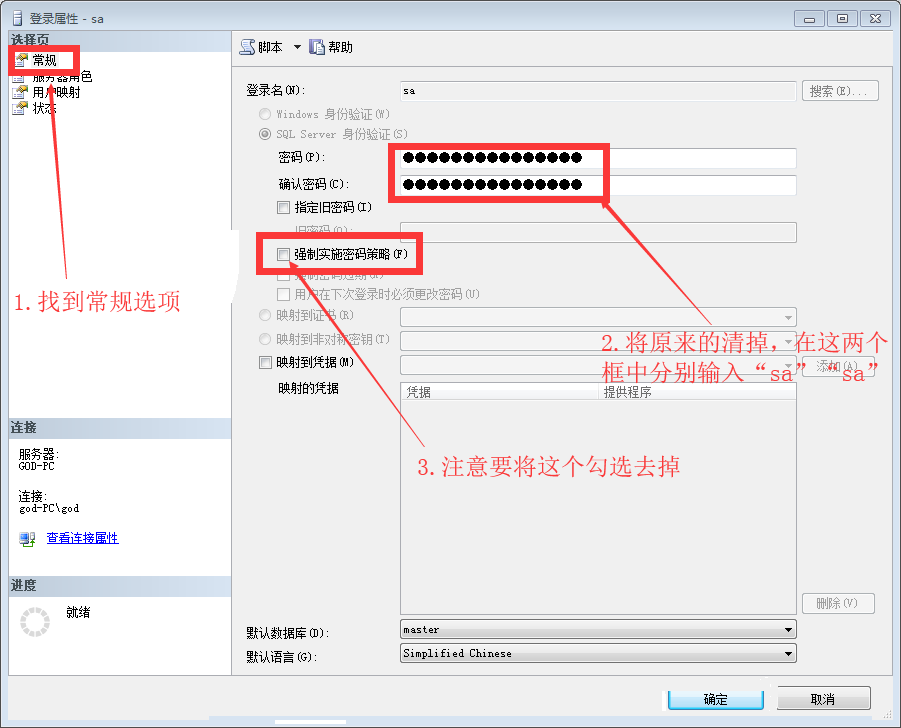 登录属性 - sa
选择页
常规
服务器角色
用户映射
状态
脚本
帮助
登录名(N):
sa
搜索(E)...
Windows 身份验证(W)
SQL Server 身份验证(S)
密码(P):
●●●●●●●●●●●●●●●
确认密码(C):
●●●●●●●●●●●●●●●
指定旧密码(I)
旧密码(O):
强制实施密码策略(F)
强制密码过期(X)
用户在下次登录时必须更改密码(U)
映射到证书(R)
映射到非对称密钥(T)
映射到凭据(M)
添加(A)
映射的凭据
凭据
提供程序
1.找到常规选项
2.将原来的清掉，在这两个
框中分别输入“sa”“sa”
3.注意要将这个勾选去掉
连接
服务器:
GOD-PC
连接:
god-PC\god
查看连接属性
进度
就绪
删除(V)
默认数据库(D):
master
默认语言(G):
Simplified Chinese
确定
取消